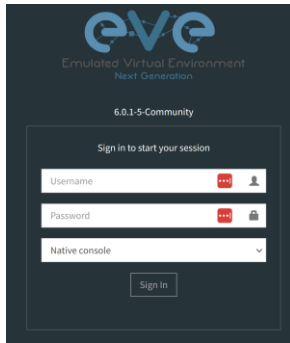 eve
Emulated Virtual Environment
Next Generation
6.0.1-5-Community
Sign in to start your session
Username
Password
Native console
Sign In